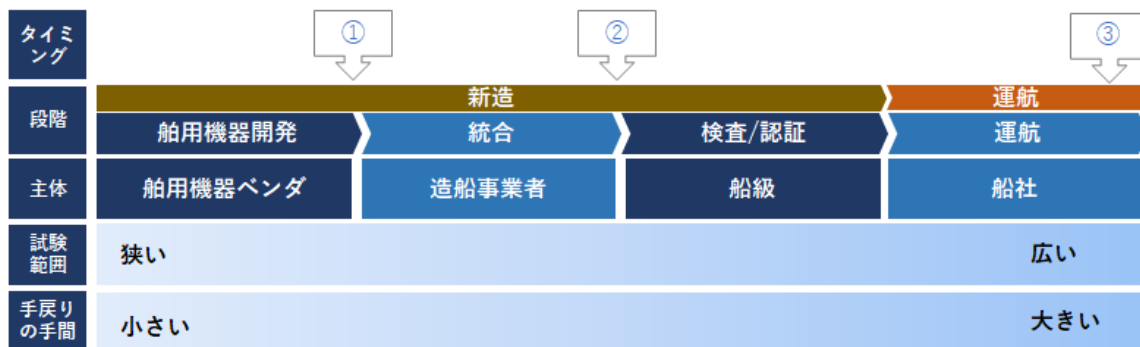 タイミ
ング
①
②
③
段階
新造
運航
舶用機器開発
統合
検査/認証
運航
主体
舶用機器ベンダ
造船事業者
船級
船社
試験
範囲
狭い
広い
手戻り
の手間
小さい
大きい